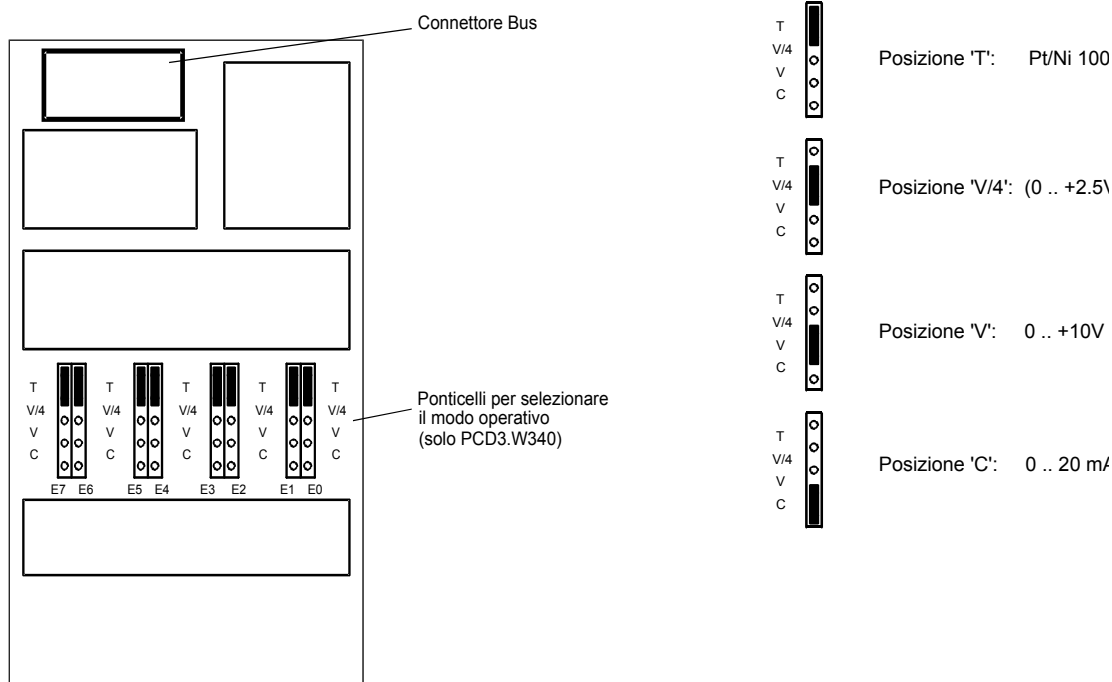 Connettore Bus
T
V/4
V
C
T
V/4
V
C
T
V/4
V
C
T
V/4
V
C
T
V/4
V
C
E7 E6
E5 E4
E3 E2
E1 E0
Ponticelli per selezionare
il modo operativo
(solo PCD3.W340)
T
V/4
V
C
Posizione 'T': Pt/Ni 100
T
V/4
V
C
Posizione 'V/4': (0 .. +2.5V
T
V/4
V
C
Posizione 'V': 0 .. +10V
T
V/4
V
C
Posizione 'C': 0 .. 20 mA